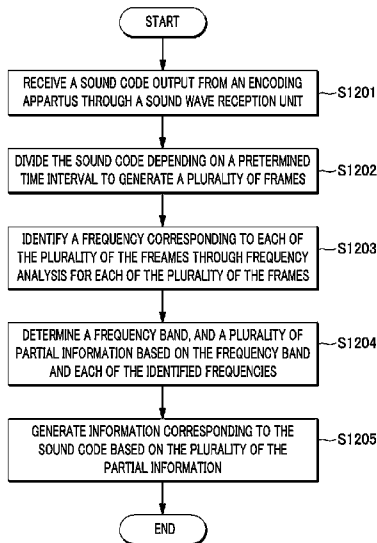 START
RECEIVE A SOUND CODE OUTPUT FROM AN ENCODING
APPARTUS THROUGH A SOUND WAVE RECEPTION UNIT
S1201
DIVIDE THE SOUND CODE DEPENDING ON A PRETERMINED
TIME INTERVAL TO GENERATE A PLURALITY OF FRAMES
S1202
IDENTIFY A FREQUENCY CORRESPONDING TO EACH OF
THE PLURALITY OF THE FREAMES THROUGH FREQUENCY
ANALYSIS FOR EACH OF THE PLURALITY OF THE FRAMES
S1203
DETERMINE A FREQUENCY BAND, AND A PLURALITY OF
PARTIAL INFORMATION BASED ON THE FREQUENCY BAND
AND EACH OF THE IDENTIFIED FREQUENCIES
S1204
GENERATE INFORMATION CORRESPONDING TO THE
SOUND CODE BASED ON THE PLURALITY OF THE
PARTIAL INFORMATION
S1205
END